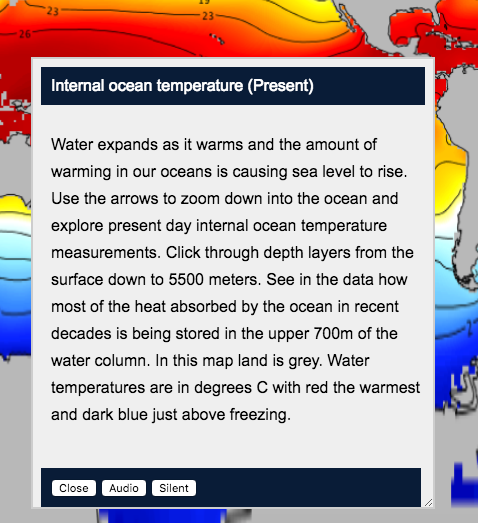 19
23
23
26
Internal ocean temperature (Present)
Water expands as it warms and the amount of
warming in our oceans is causing sea level to rise.
Use the arrows to zoom down into the ocean and
explore present day internal ocean temperature
measurements. Click through depth layers from the
surface down to 5500 meters. See in the data how
most of the heat absorbed by the ocean in recent
decades is being stored in the upper 700m of the
water column. In this map land is grey. Water
temperatures are in degrees C with red the warmest
and dark blue just above freezing.
Close Audio Silent